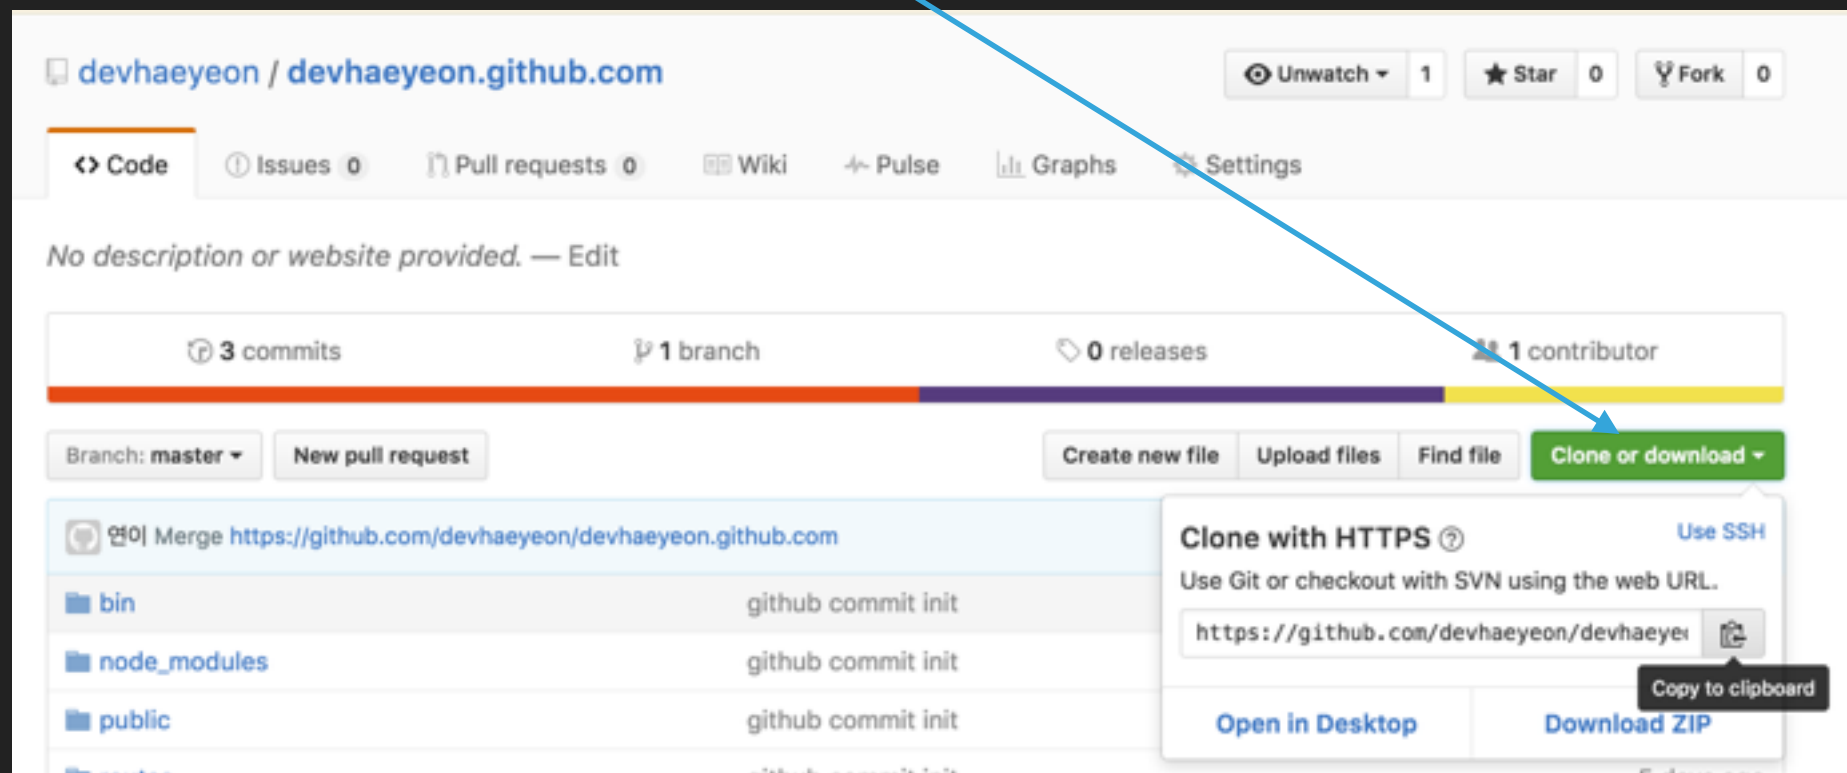 devhaeyeon / devhaeyeon.github.com
Unwatch 1 Star 0 Fork 0
Code Issues 0 Pull requests 0 Wiki Pulse Graphs Settings
No description or website provided. — Edit
3 commits 1 branch 0 releases 1 contributor
Branch: master New pull request Create new file Upload files Find file Clone or download
연이 Merge https://github.com/devhaeyeon/devhaeyeon.github.com
Clone with HTTPS Use SSH
Use Git or checkout with SVN using the web URL.
https://github.com/devhaeyeon/devhaeye
Copy to clipboard
Open in Desktop Download ZIP
bin github commit init
node_modules github commit init
public github commit init